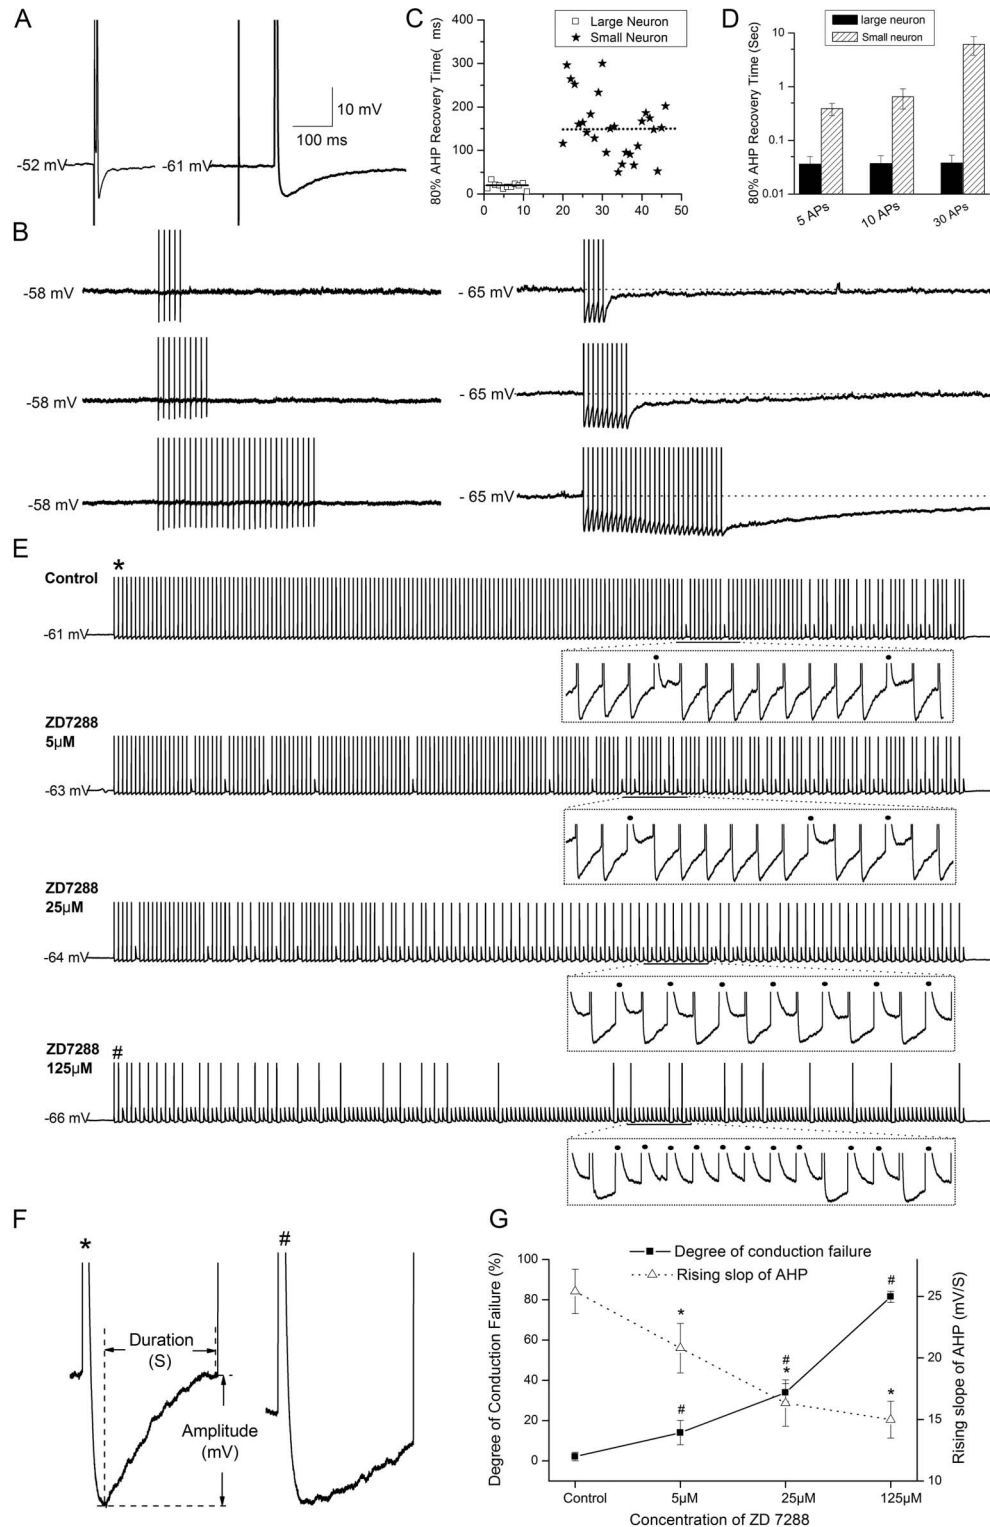 A
-52 mV
-61 mV
10 mV
100 ms
C
80% AHP Recovery Time( ms)
400
300
200
100
0
0 10 20 30 40 50
Large Neuron
Small Neuron
D
80% AHP Recovery Time (Sec)
10
1
0.1
0.01
large neuron
Small neuron
5 APs
10 APs
30 APs
B
-58 mV
- 65 mV
-58 mV
- 65 mV
-58 mV
- 65 mV
E
*
Control
-61 mV
ZD7288
5μM
-63 mV
ZD7288
25μM
-64 mV
ZD7288
125μM
#
-66 mV
F
*
#
Duration
(S)
Amplitude
(mV)
G
Degree of conduction failure
Rising slop of AHP
Degree of Conduction Failure (%)
100
80
60
40
20
0
*
#
#
*
#
*
25
20
15
10
Rising slope of AHP (mV/S)
Control 5μM 25μM 125μM
Concentration of ZD 7288